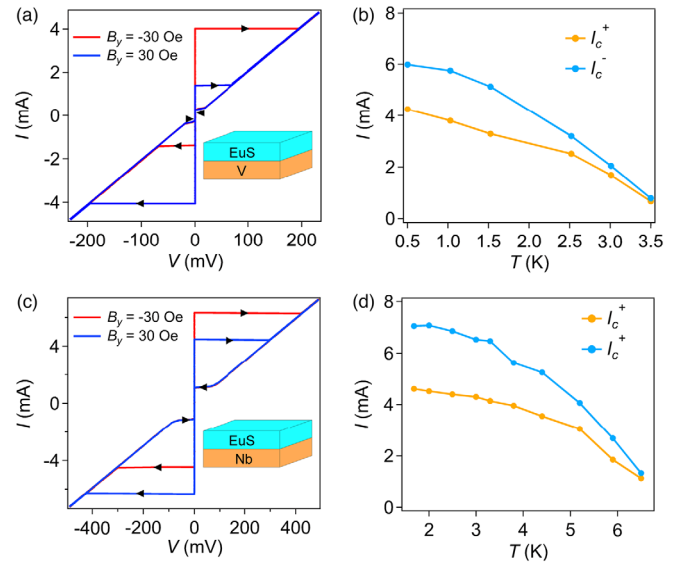 (a)
B_y = -30 Oe
B_y = 30 Oe
EuS
V
I (mA)
4
2
0
-2
-4
-200
-100
0
100
200
V (mV)
(b)
I_c^+
I_c^-
I (mA)
8
6
4
2
0
0.5
1.0
1.5
2.0
2.5
3.0
3.5
T (K)
(c)
B_y = -30 Oe
B_y = 30 Oe
EuS
Nb
I (mA)
4
0
-4
-400
-200
0
200
400
V (mV)
(d)
I_c^+
I_c^+
I (mA)
8
6
4
2
0
2
3
4
5
6
T (K)